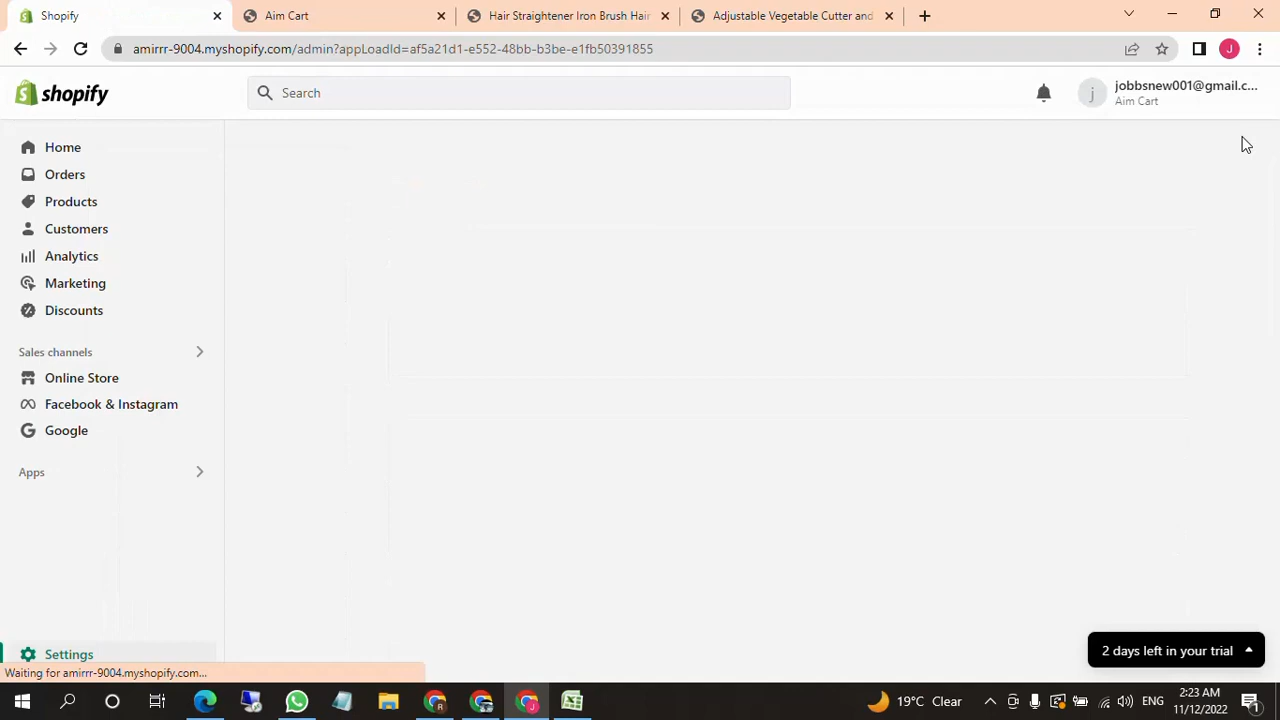 Shopify
Aim Cart
Hair Straightener Iron Brush Hair
Adjustable Vegetable Cutter and
amirrr-9004.myshopify.com/admin?appLoadId=af5a21d1-e552-48bb-b3be-e1fb50391855
J
shopify
Search
j
jobbsnew001@gmail.c...
Aim Cart
Home
Orders
Products
Customers
Analytics
Marketing
Discounts
Sales channels
Online Store
Facebook & Instagram
Google
Apps
Settings
2 days left in your trial
Waiting for amirrr-9004.myshopify.com...
19°C Clear
ENG
2:23 AM
11/12/2022